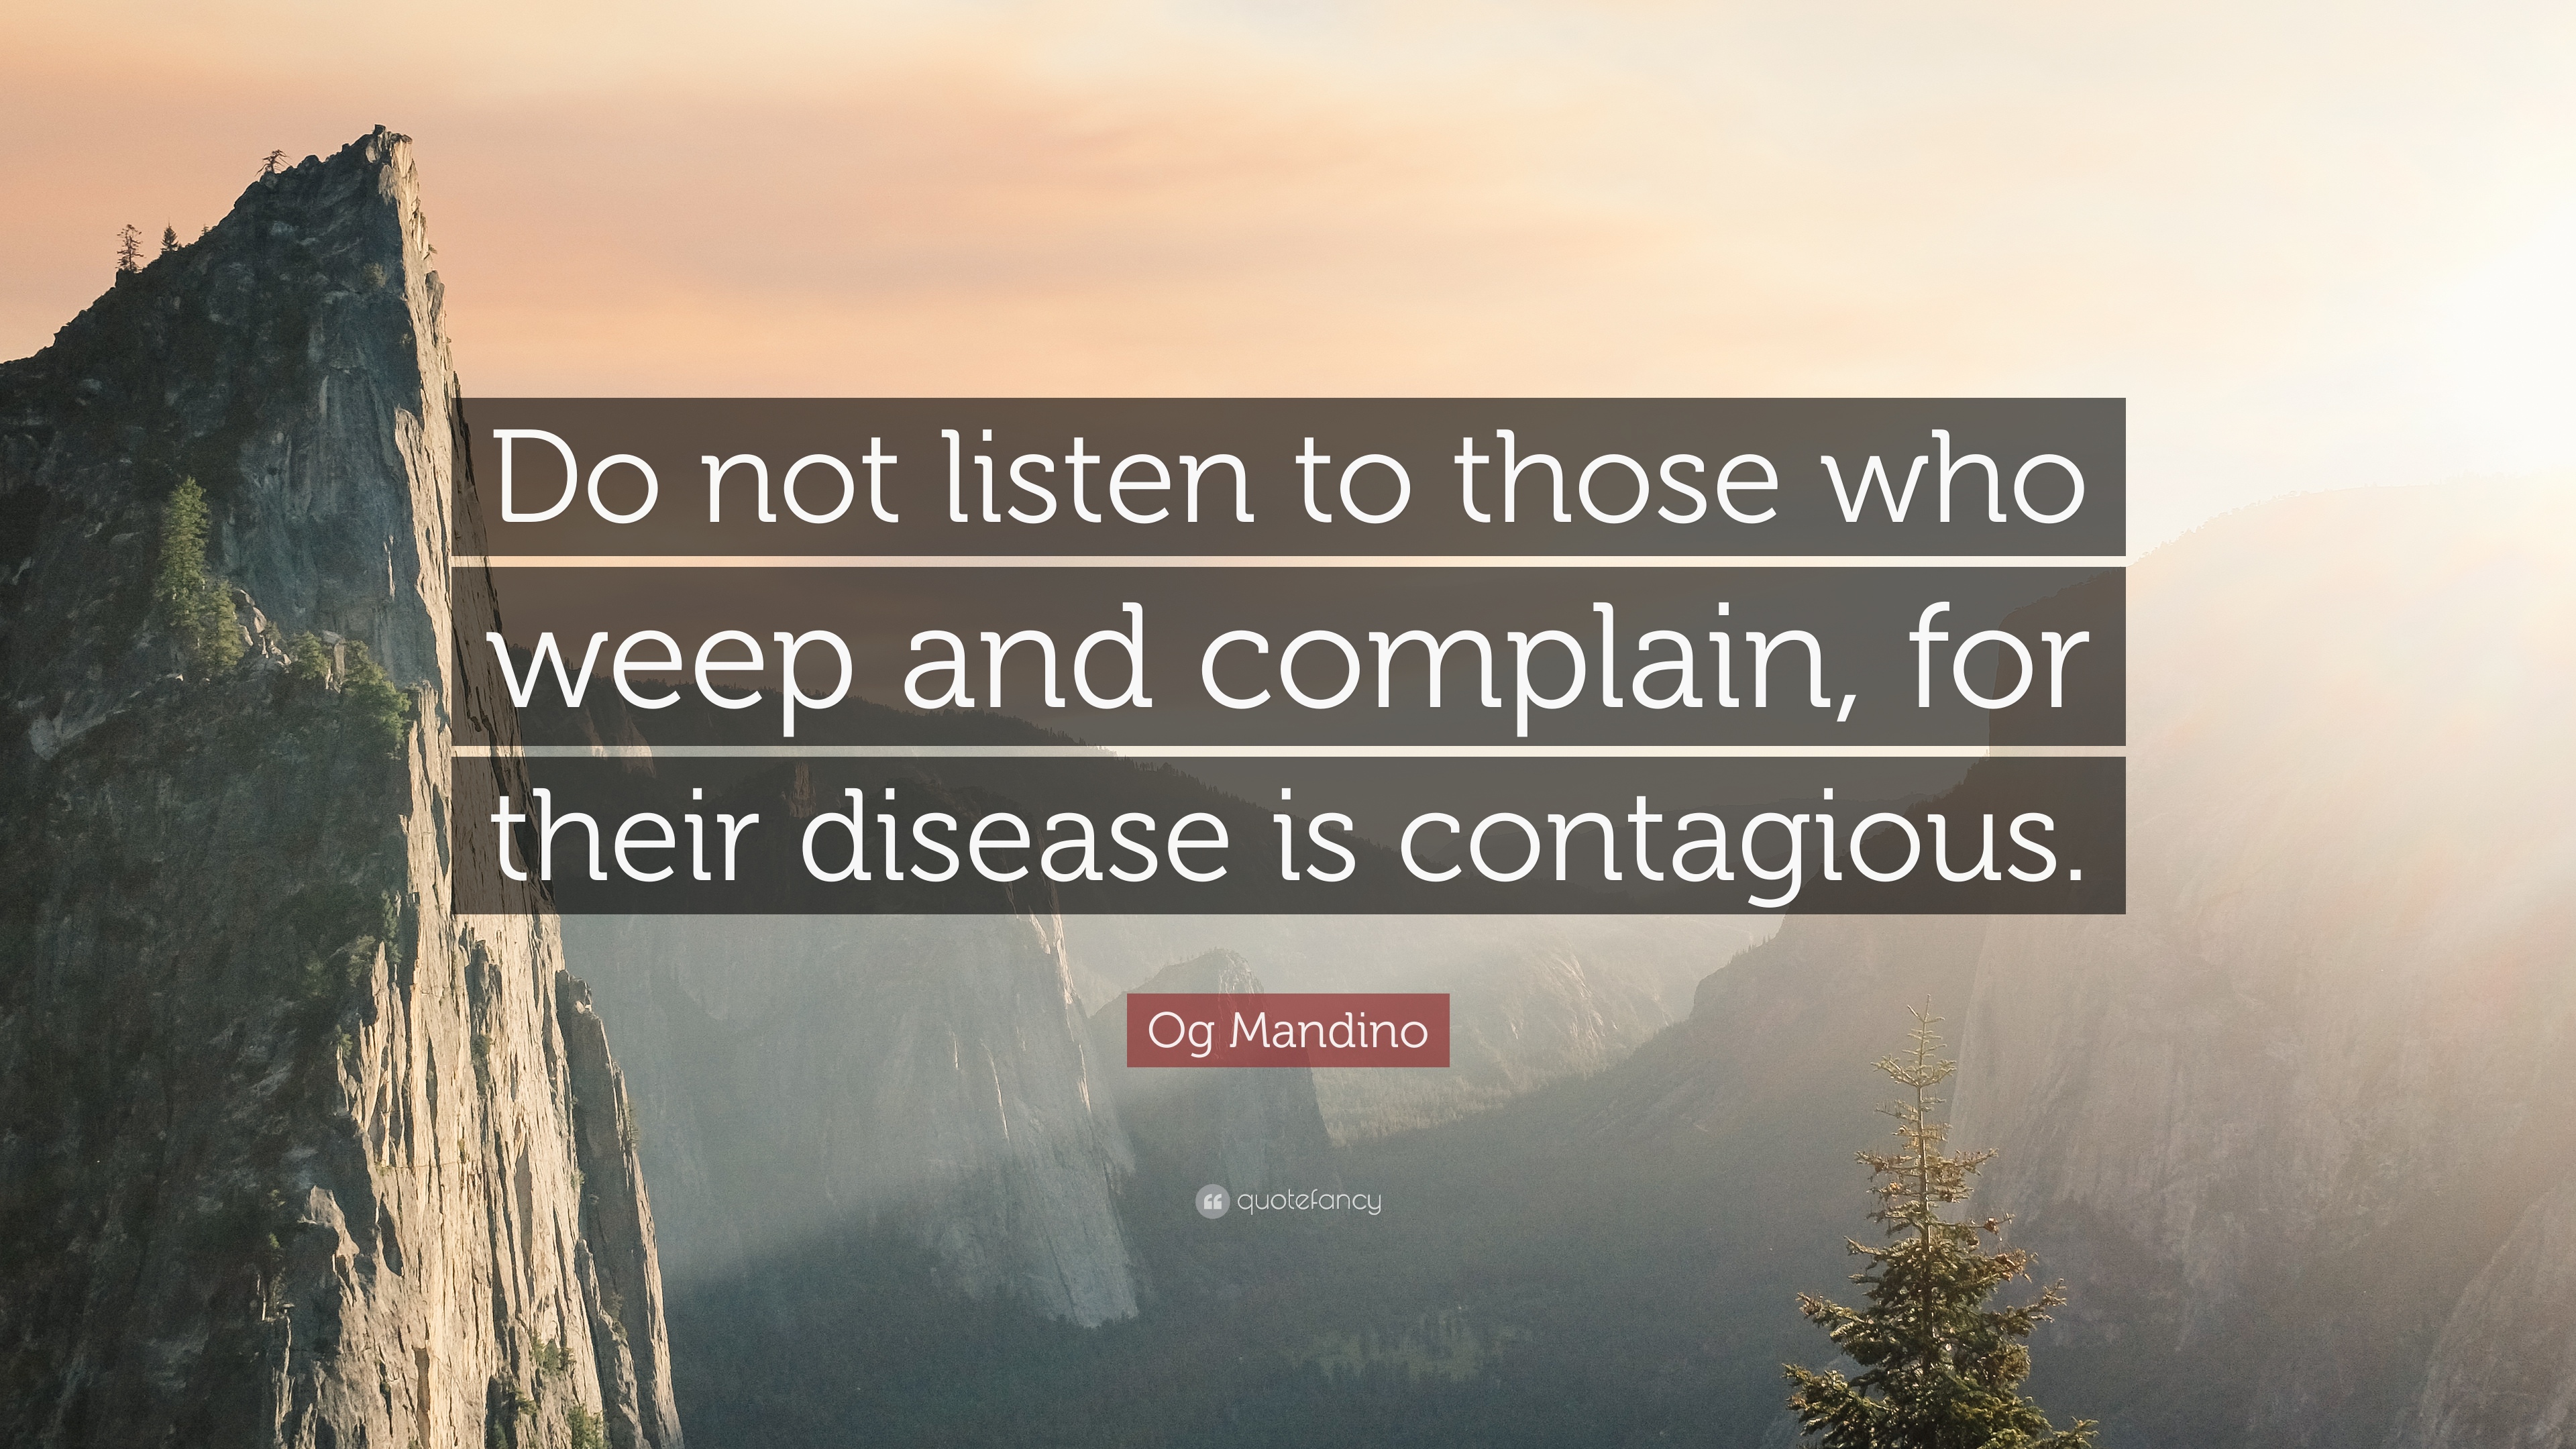 Do not listen to those who
weep and complain, for
their disease is contagious.
Og Mandino
quotefancy